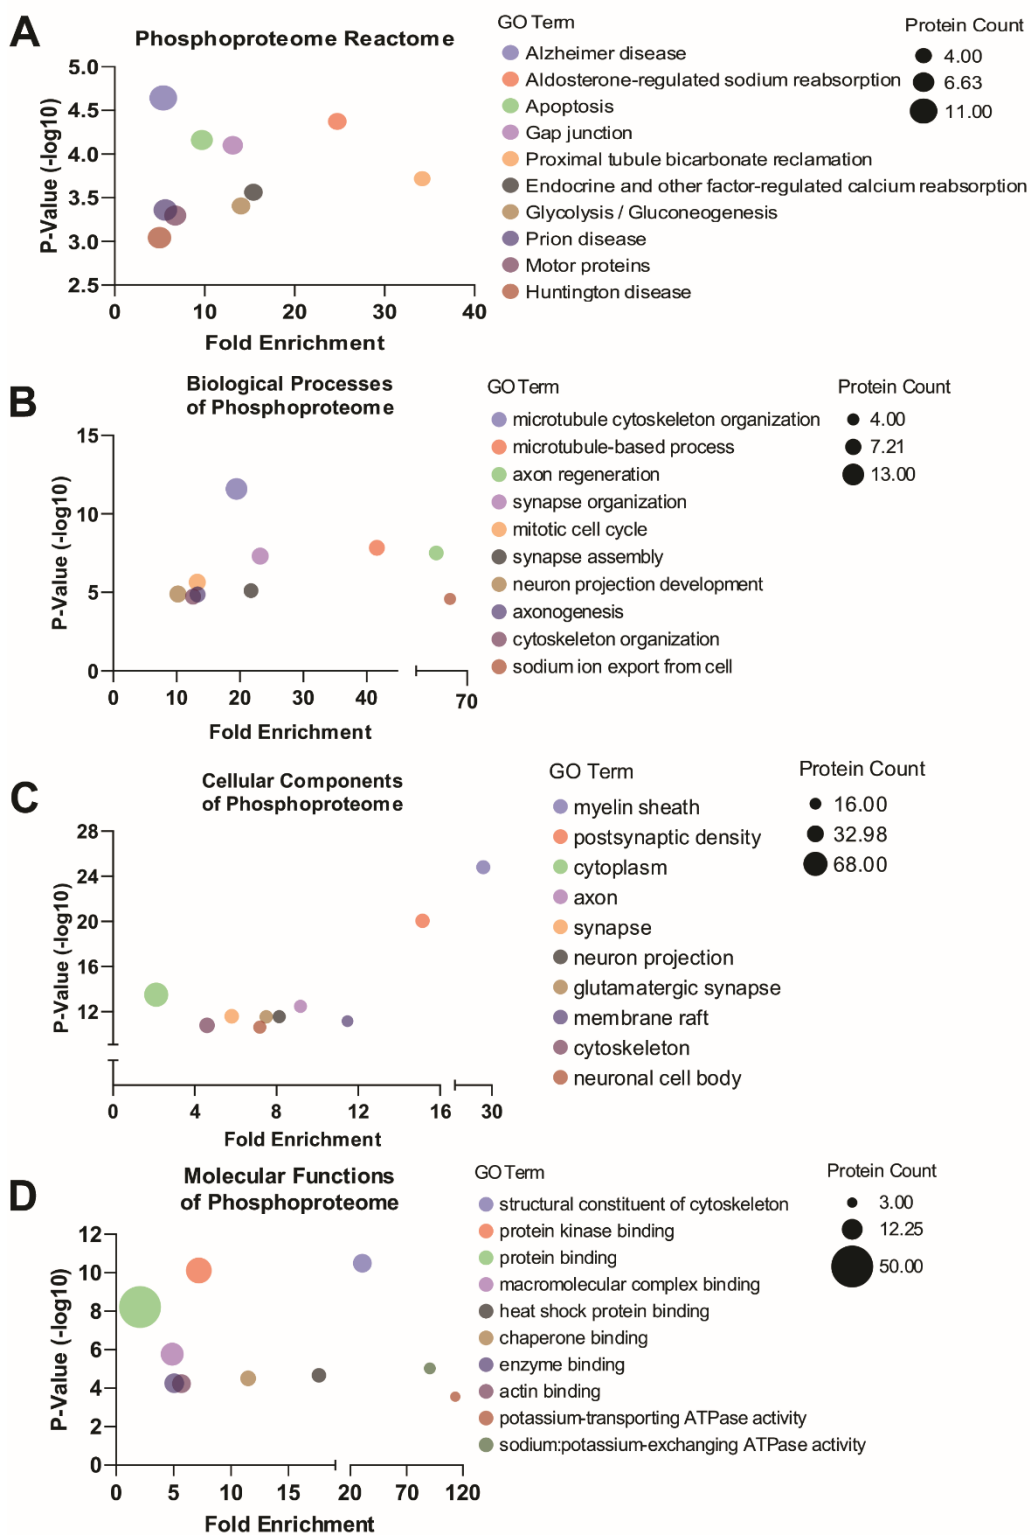 A
Phosphoproteome Reactome
GO Term
Protein Count
Alzheimer disease
Aldosterone-regulated sodium reabsorption
Apoptosis
Gap junction
Proximal tubule bicarbonate reclamation
Endocrine and other factor-regulated calcium reabsorption
Glycolysis / Gluconeogenesis
Prion disease
Motor proteins
Huntington disease
4.00
6.63
11.00
P-Value (-log10)
5.0
4.5
4.0
3.5
3.0
2.5
0 10 20 30 40
Fold Enrichment
B
Biological Processes
of Phosphoproteome
GO Term
Protein Count
microtubule cytoskeleton organization
microtubule-based process
axon regeneration
synapse organization
mitotic cell cycle
synapse assembly
neuron projection development
axonogenesis
cytoskeleton organization
sodium ion export from cell
4.00
7.21
13.00
P-Value (-log10)
15
10
5
0
0 10 20 30 40 70
Fold Enrichment
C
Cellular Components
of Phosphoproteome
GO Term
Protein Count
myelin sheath
postsynaptic density
cytoplasm
axon
synapse
neuron projection
glutamatergic synapse
membrane raft
cytoskeleton
neuronal cell body
16.00
32.98
68.00
P-Value (-log10)
28
24
20
16
12
0 4 8 12 16 30
Fold Enrichment
D
Molecular Functions
of Phosphoproteome
GO Term
Protein Count
structural constituent of cytoskeleton
protein kinase binding
protein binding
macromolecular complex binding
heat shock protein binding
chaperone binding
enzyme binding
actin binding
potassium-transporting ATPase activity
sodium:potassium-exchanging ATPase activity
3.00
12.25
50.00
P-Value (-log10)
12
10
8
6
4
2
0
0 5 10 15 20 70 120
Fold Enrichment